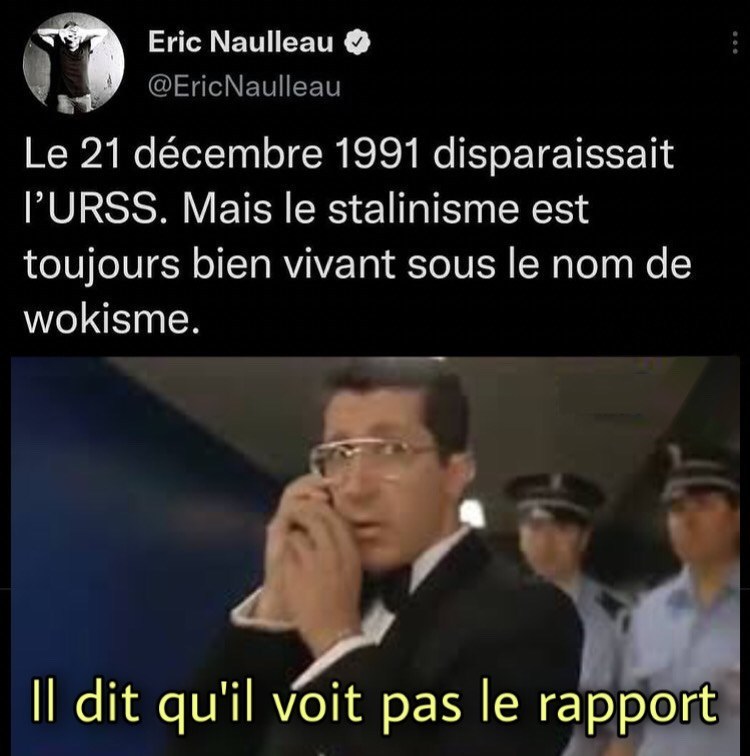 Eric Naulleau
@EricNaulleau
Le 21 décembre 1991 disparaissait
l’URSS. Mais le stalinisme est
toujours bien vivant sous le nom de
wokisme.
Il dit qu'il voit pas le rapport